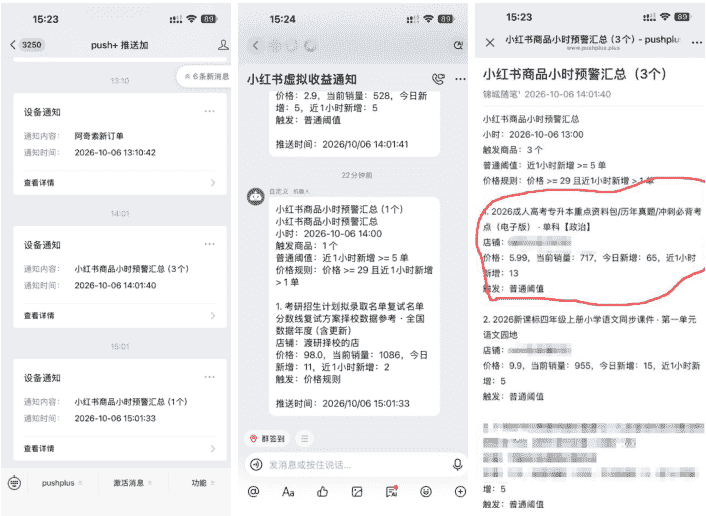 15:23
89
3250
push+ 推送加
13:10
6条新消息
设备通知
通知内容： 阿奇素新订单
通知时间： 2026-10-06 13:10:42
查看详情
14:01
设备通知
通知内容： 小红书商品小时预警汇总（3个）
通知时间： 2026-10-06 14:01:40
查看详情
15:01
设备通知
通知内容： 小红书商品小时预警汇总（1个）
通知时间： 2026-10-06 15:01:33
查看详情
pushplus
激活消息
功能
15:24
89
小红书虚拟收益通知
价格：2.9，当前销量：528，今日新
增：5，近1小时新增：5
触发：普通阈值
推送时间：2026/10/06 14:01:41
22分钟前
自定义 · 机器人
小红书商品小时预警汇总（1个）
小红书商品小时预警汇总
小时：2026-10-06 14:00
触发商品：1 个
普通阈值：近1小时新增 >= 5 单
价格规则：价格 >= 29 且近1小时新增
> 1 单
1. 考研招生计划拟录取名单复试名单
分数线复试方案择校数据参考 · 全国
数据年度（含更新）
店铺：渡研择校的店
价格：98.0，当前销量：1086，今日
新增：11，近1小时新增：2
触发：价格规则
推送时间：2026/10/06 15:01:33
群签到
发消息或按住说话...
@
Aa
15:23
89
小红书商品小时预警汇总（3个）- pushplu
www.pushplus.plus
小红书商品小时预警汇总（3个）
锦城随笔' 2026-10-06 14:01:40
小红书商品小时预警汇总
小时：2026-10-06 13:00
触发商品：3 个
普通阈值：近1小时新增 >= 5 单
价格规则：价格 >= 29 且近1小时新增 > 1 单
1. 2026成人高考专升本重点资料包/历年真题/冲刺必背考
点（电子版） · 单科【政治】
店铺：
价格：5.99，当前销量：717，今日新增：65，近1小时
新增：13
触发：普通阈值
2. 2026新课标四年级上册小学语文同步课件 · 第一单元
语文园地
店铺：
价格：9.9，当前销量：955，今日新增：15，近1小时新
增：5
触发：普通阈值
增：5
触发：普通阈值